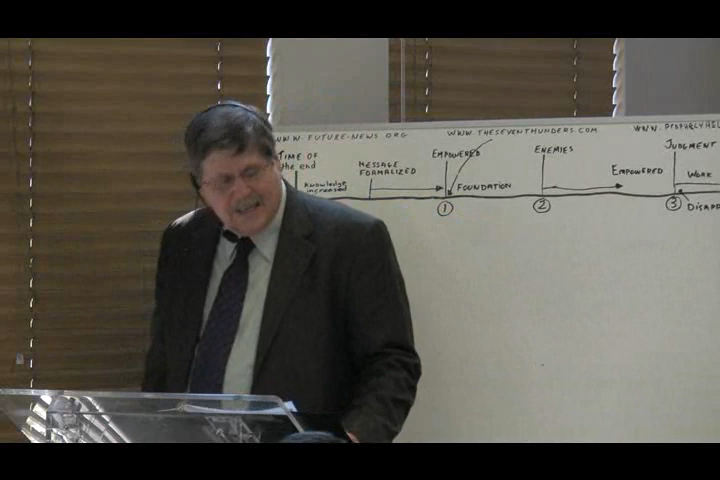 WWW.FUTURE-NEWS.ORG
WWW.THESEVENTHUNDERS.COM
TIME OF
the end
Knowledge
increased
MESSAGE
FORMALIZED
EMPOWERED
FOUNDATION
1
ENEMIES
EMPOWERED
2
JUDGMENT
WORK
3